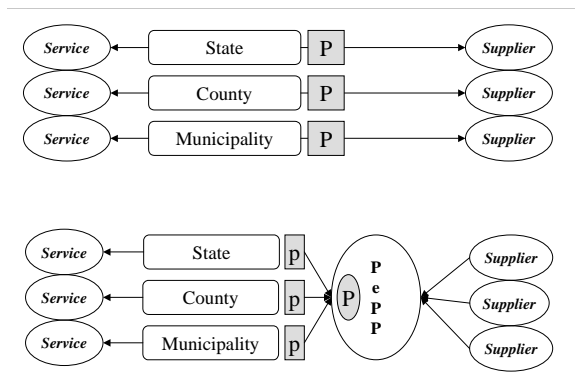 Service State P Supplier
Service County P Supplier
Service Municipality P Supplier
Service State p Supplier
Service County p P Supplier
Service Municipality p Supplier
P
e
P
P